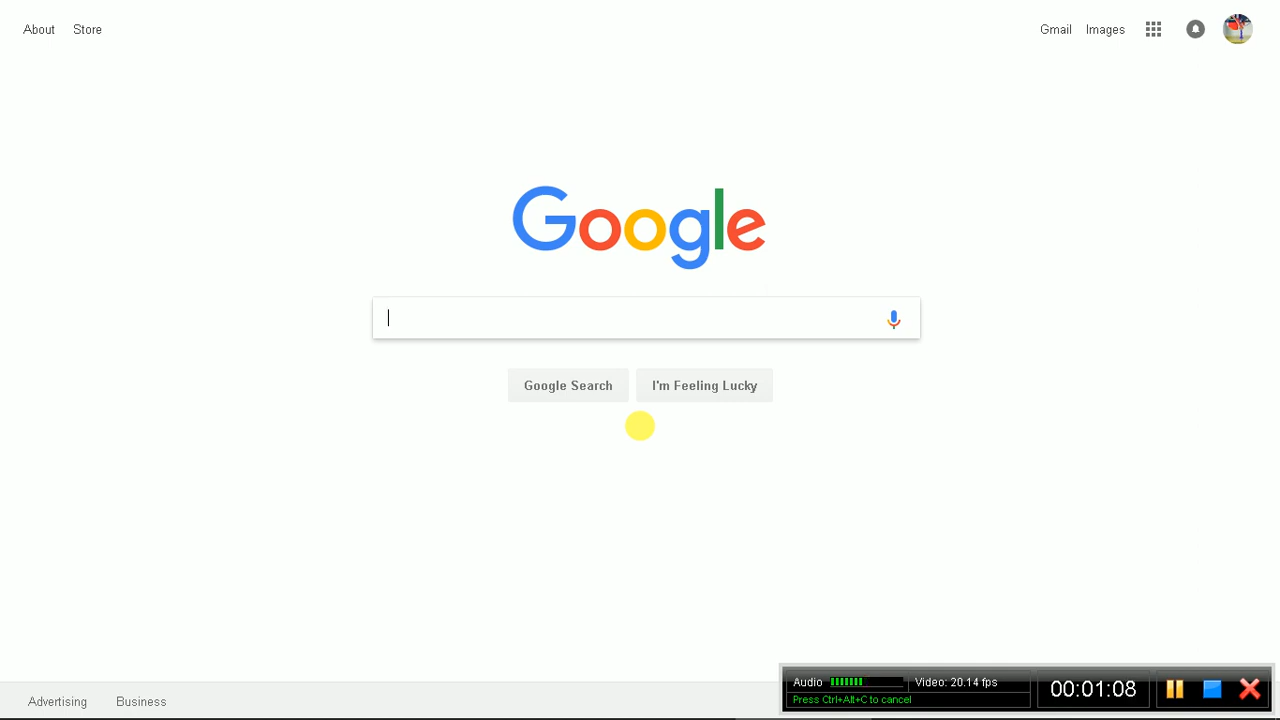 About Store Gmail Images
Google
Google Search I'm Feeling Lucky
Advertising
Audio Video: 20.14 fps
Press Ctrl+Alt+C to cancel
00:01:08